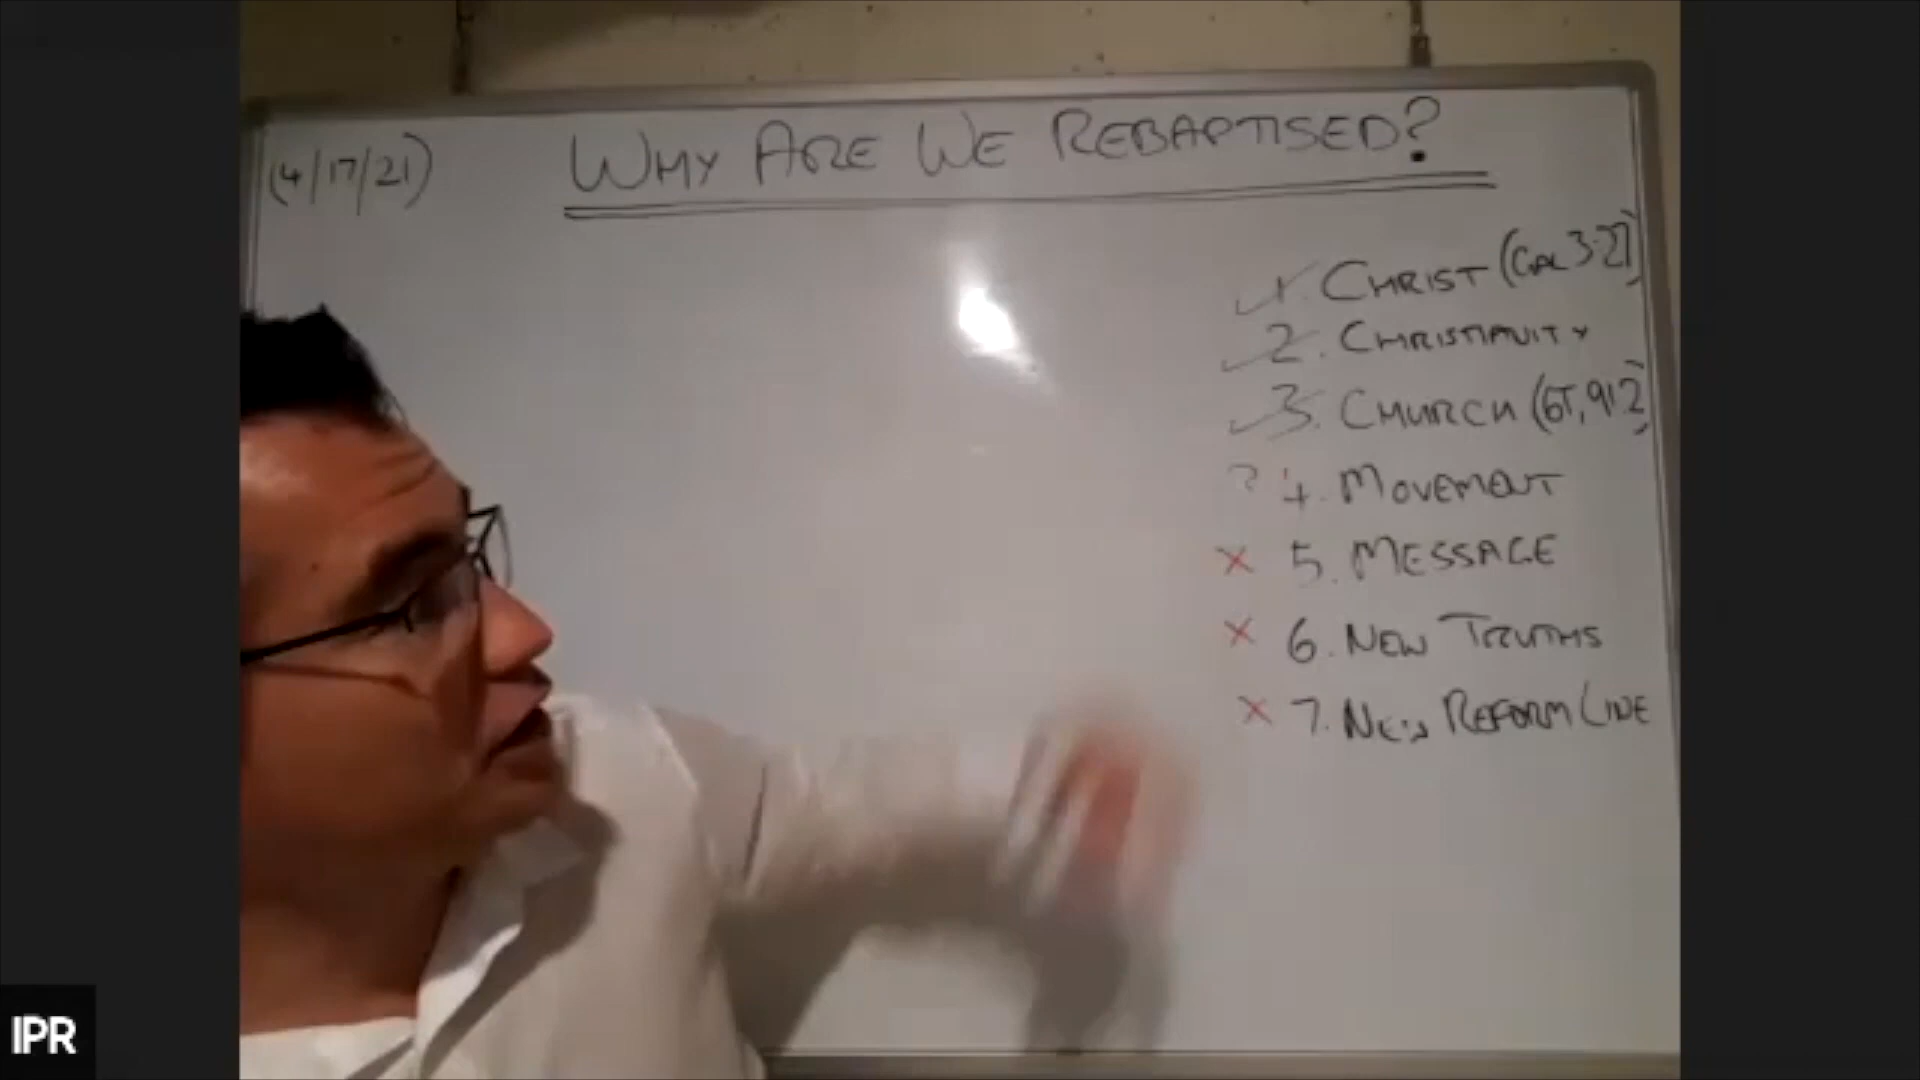 (4/17/21)
WHY ARE WE REBAPTISED?
✓ 1. CHRIST (GAL 3:27)
✓ 2. CHRISTIANITY
✓ 3. CHURCH (6T, 91.2)
? 4. MOVEMENT
× 5. MESSAGE
× 6. NEW TRUTHS
× 7. NEW REFORM LINE
IPR